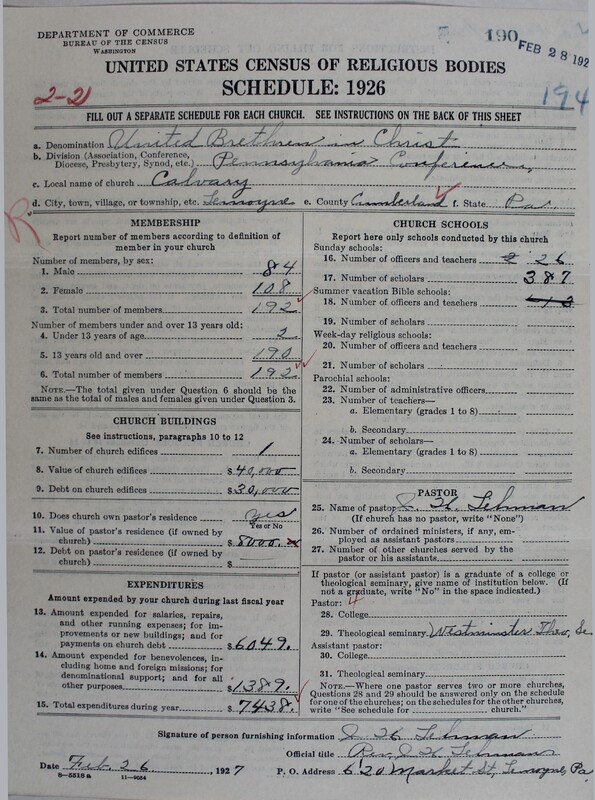 DEPARTMENT OF COMMERCE
BUREAU OF THE CENSUS
WASHINGTON
190
FEB 28 192
UNITED STATES CENSUS OF RELIGIOUS BODIES
SCHEDULE: 1926
2-21
194
FILL OUT A SEPARATE SCHEDULE FOR EACH CHURCH. SEE INSTRUCTIONS ON THE BACK OF THIS SHEET
a. Denomination United Brethren in Christ
b. Division (Association, Conference, Diocese, Presbytery, Synod, etc.) Pennsylvania Conference,
c. Local name of church Calvary
d. City, town, village, or township, etc. Lemoyne e. County Cumberland f. State Pa.
R
MEMBERSHIP
Report number of members according to definition of
member in your church
Number of members, by sex:
1. Male 84
2. Female 108
3. Total number of members 192
Number of members under and over 13 years old:
4. Under 13 years of age 2
5. 13 years old and over 190
6. Total number of members 192
NOTE.—The total given under Question 6 should be the
same as the total of males and females given under Question 3.
CHURCH BUILDINGS
See instructions, paragraphs 10 to 12
7. Number of church edifices 1
8. Value of church edifices $40,000
9. Debt on church edifices $30,000
10. Does church own pastor's residence yes
Yes or No
11. Value of pastor's residence (if owned by
church) $8000.
12. Debt on pastor's residence (if owned by
church) $
EXPENDITURES
Amount expended by your church during last fiscal year
13. Amount expended for salaries, repairs,
and other running expenses; for im-
provements or new buildings; and for
payments on church debt $6049.
14. Amount expended for benevolences, in-
cluding home and foreign missions; for
denominational support; and for all
other purposes $1389.
15. Total expenditures during year $7438.
CHURCH SCHOOLS
Report here only schools conducted by this church
Sunday schools:
16. Number of officers and teachers 26
17. Number of scholars 387
Summer vacation Bible schools:
18. Number of officers and teachers
19. Number of scholars
Week-day religious schools:
20. Number of officers and teachers
21. Number of scholars
Parochial schools:
22. Number of administrative officers
23. Number of teachers—
a. Elementary (grades 1 to 8)
b. Secondary
24. Number of scholars—
a. Elementary (grades 1 to 8)
b. Secondary
PASTOR
25. Name of pastor J. H. Lehman
(If church has no pastor, write "None")
26. Number of ordained ministers, if any, em-
ployed as assistant pastors
27. Number of other churches served by the
pastor or his assistants
If pastor (or assistant pastor) is a graduate of a college or
theological seminary, give name of institution below. (If
not a graduate, write "No" in the space indicated.)
Pastor: 4
28. College
29. Theological seminary Westminster Theo. Se.
Assistant pastor:
30. College
31. Theological seminary
NOTE.—Where one pastor serves two or more churches,
Questions 28 and 29 should be answered only on the schedule
for one of the churches; on the schedules for the other churches,
write "See schedule for church."
Signature of person furnishing information J. H. Lehman
Official title Rev. J. H. Lehman
Date Feb. 26, 1927 P. O. Address 620 Market St, Lemoyne, Pa
8—5518 a 11—9054